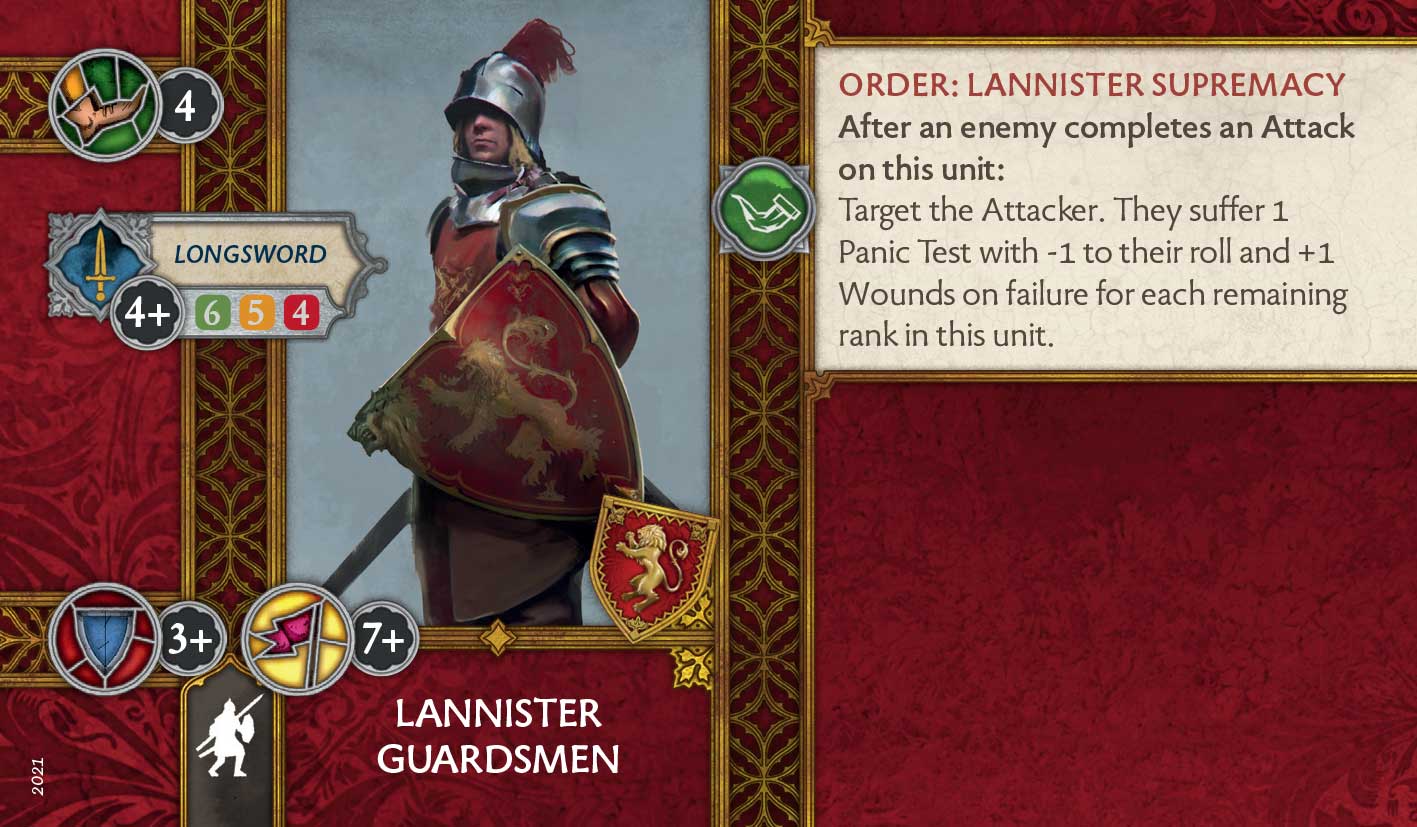 4
LONGSWORD
4+ 6 5 4
3+ 7+
LANNISTER
GUARDSMEN
2021
ORDER: LANNISTER SUPREMACY
After an enemy completes an Attack
on this unit:
Target the Attacker. They suffer 1
Panic Test with -1 to their roll and +1
Wounds on failure for each remaining
rank in this unit.